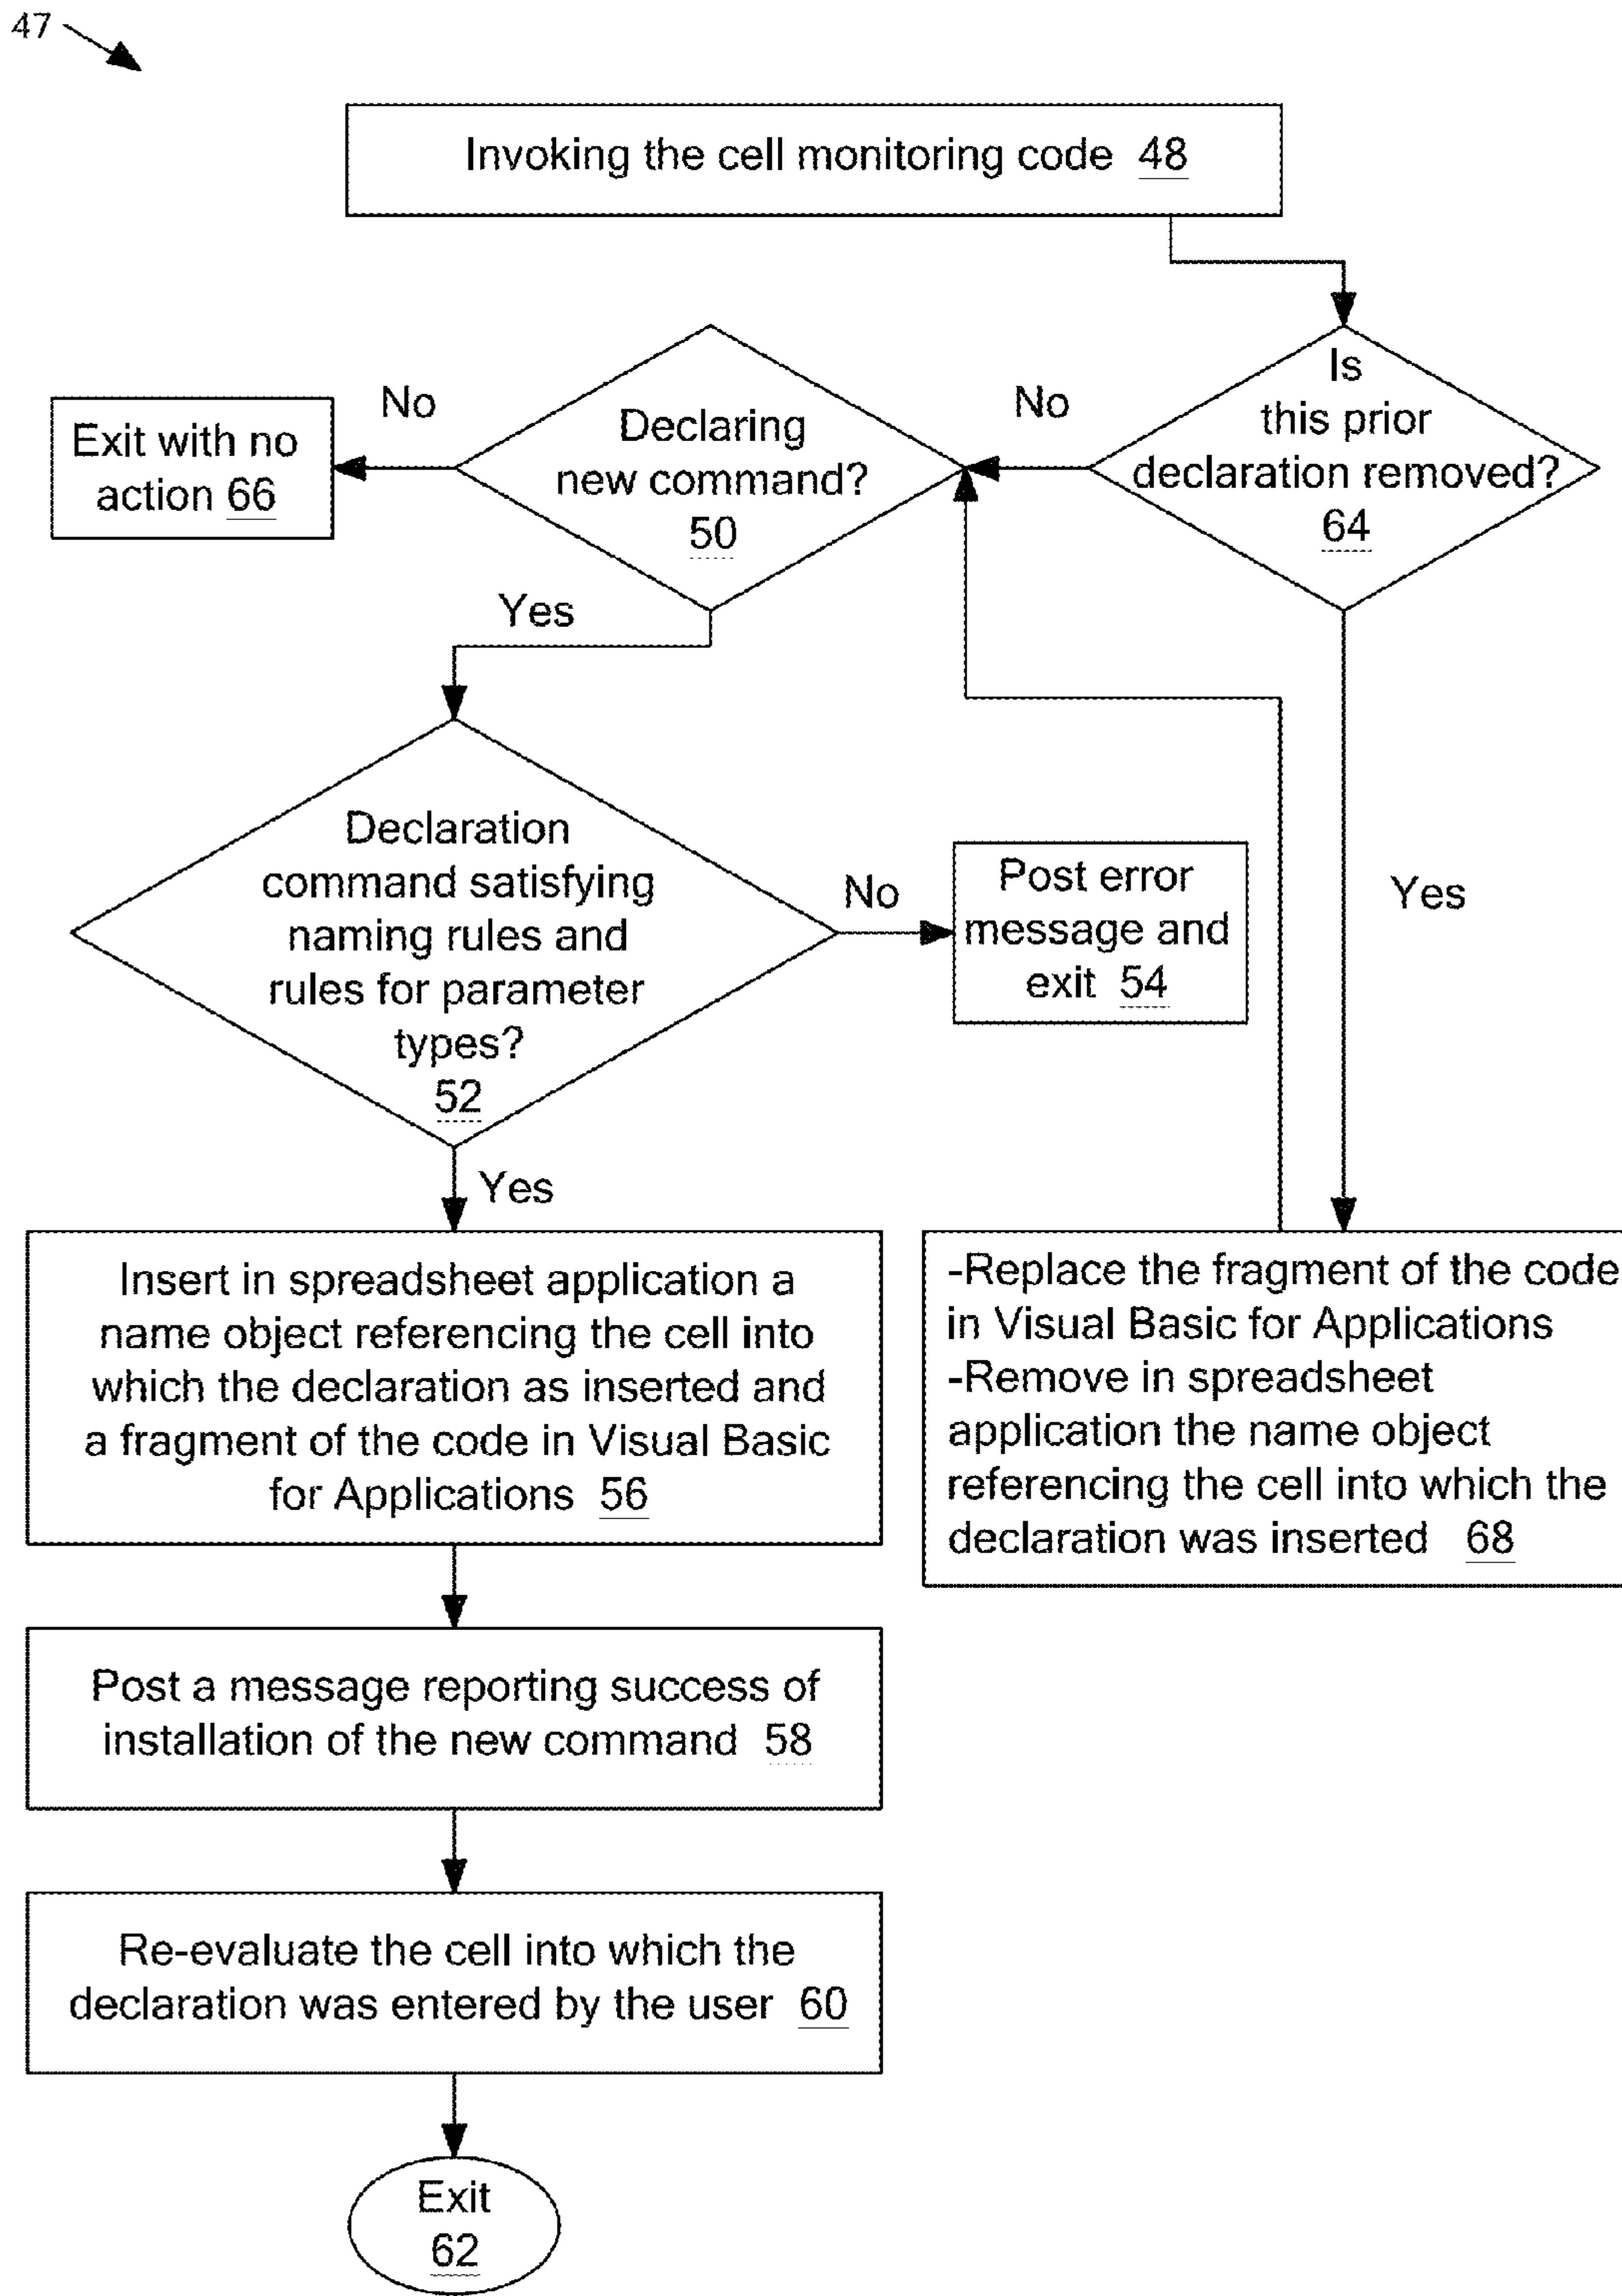 47
Invoking the cell monitoring code 48
Is
this prior
declaration removed?
64
No
Declaring
new command?
50
No
Exit with no
action 66
Yes
Declaration
command satisfying
naming rules and
rules for parameter
types?
52
No
Post error
message and
exit 54
Yes
Yes
Insert in spreadsheet application a
name object referencing the cell into
which the declaration as inserted and
a fragment of the code in Visual Basic
for Applications 56
-Replace the fragment of the code
in Visual Basic for Applications
-Remove in spreadsheet
application the name object
referencing the cell into which the
declaration was inserted 68
Post a message reporting success of
installation of the new command 58
Re-evaluate the cell into which the
declaration was entered by the user 60
Exit
62